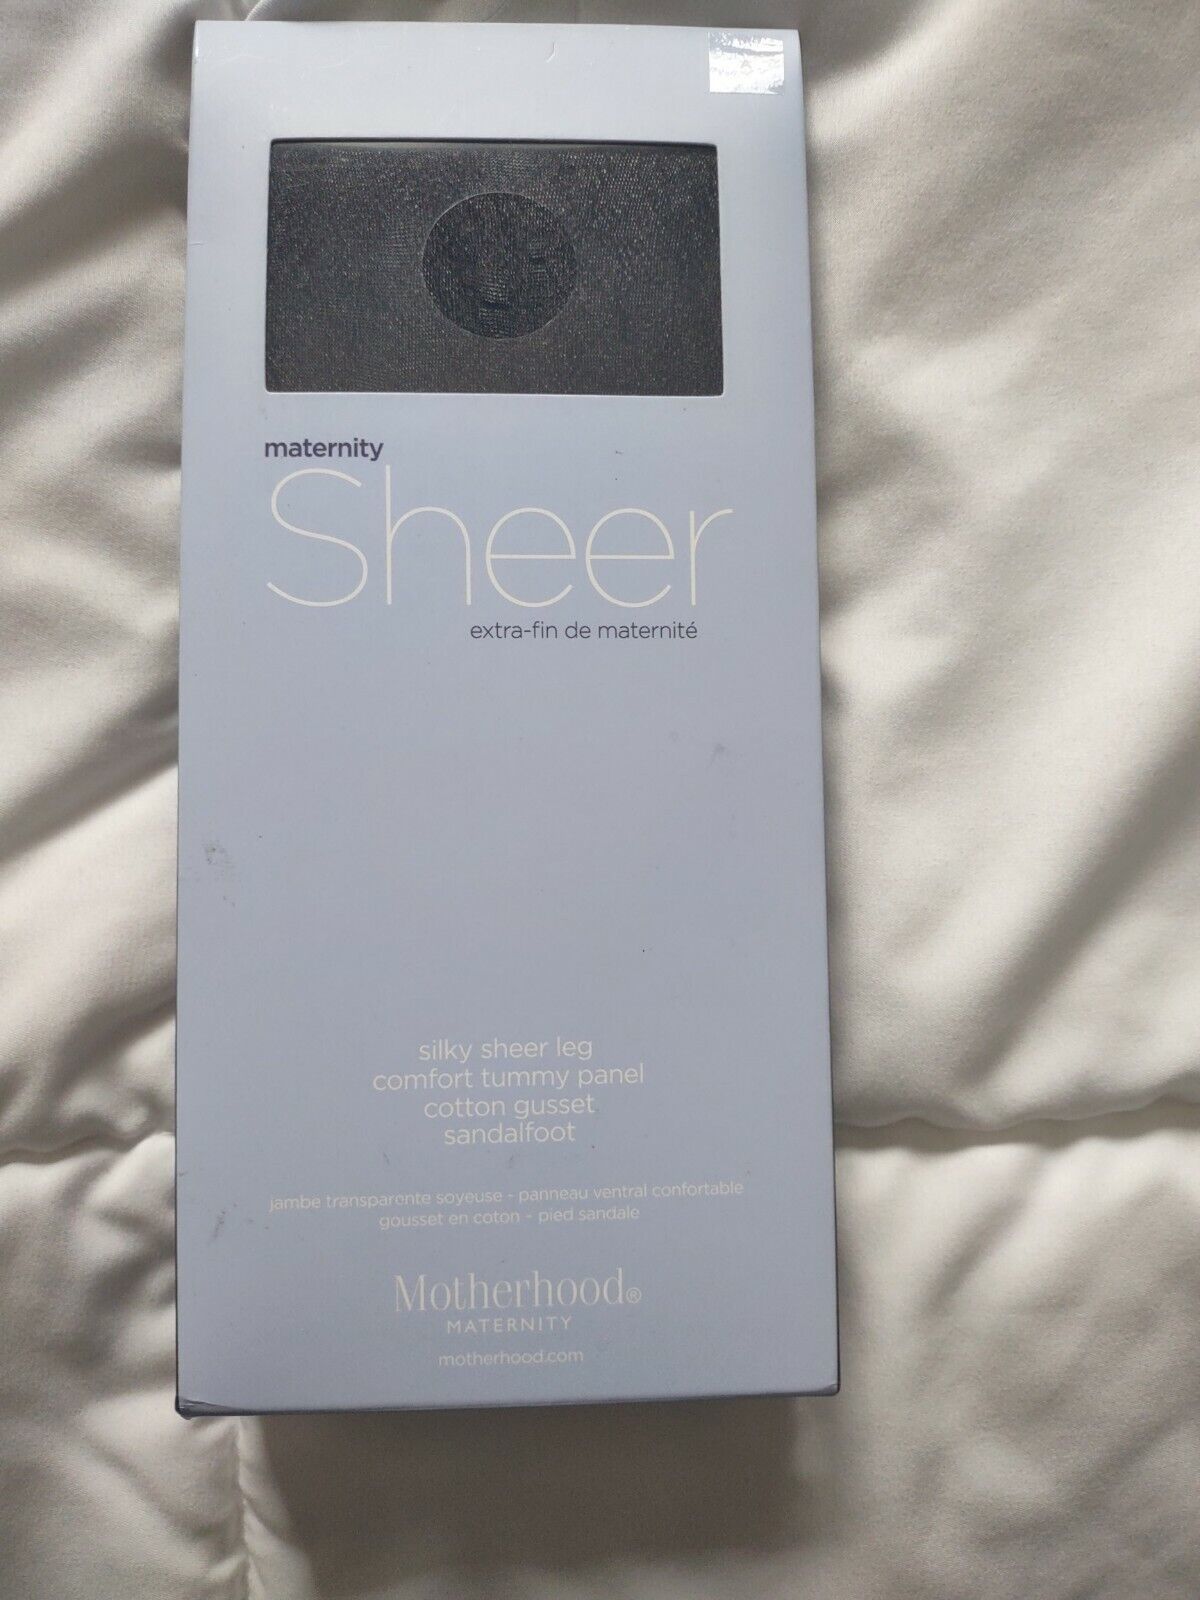 maternity
Sheer
extra-fin de maternité
silky sheer leg
comfort tummy panel
cotton gusset
sandalfoot
jambe transparente soyeuse - panneau ventral confortable
gousset en coton - pied sandale
Motherhood®
MATERNITY
motherhood.com